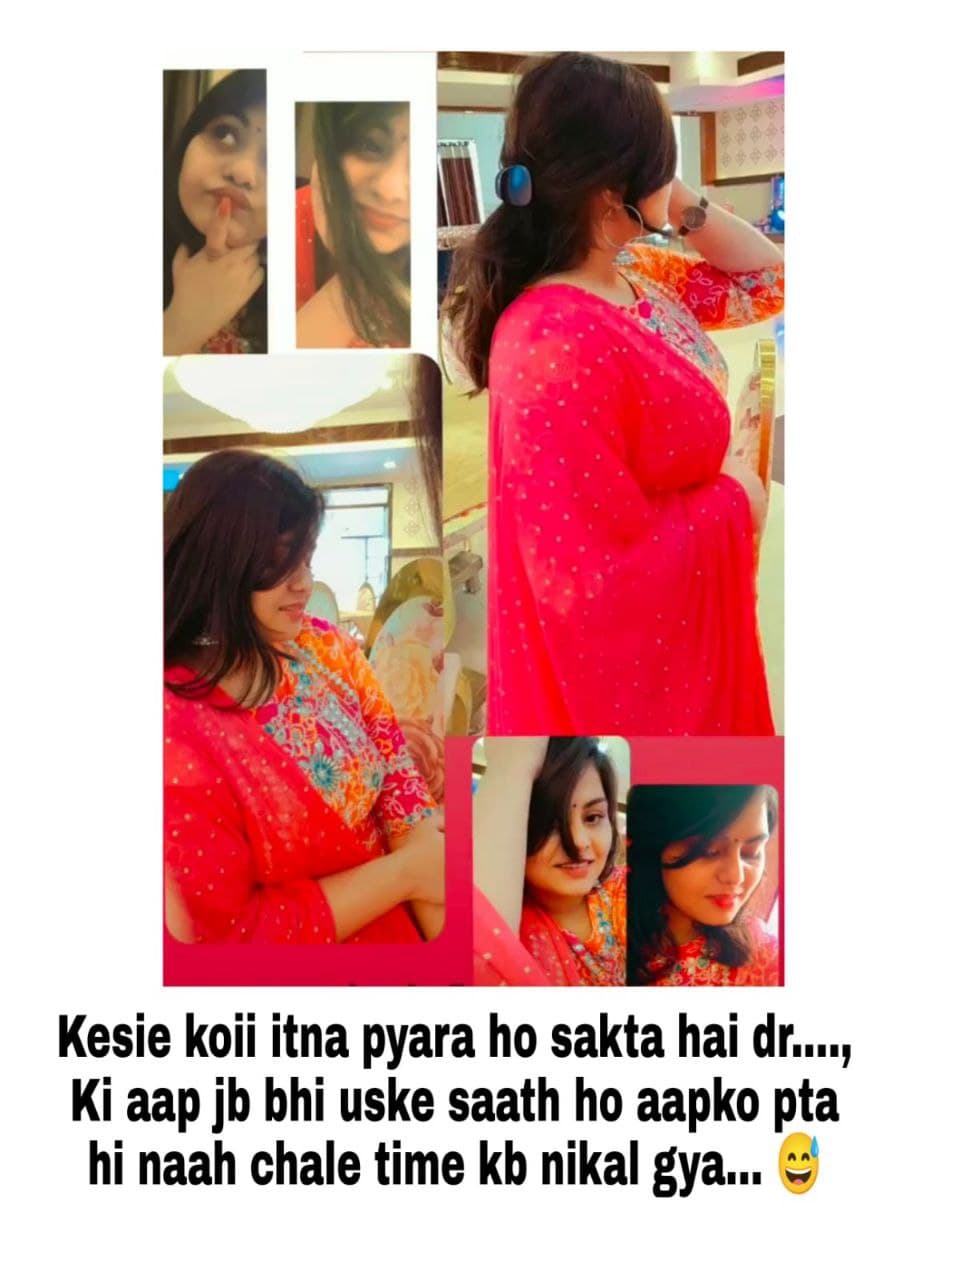 Kesie koii itna pyara ho sakta hai dr....,
Ki aap jb bhi uske saath ho aapko pta
hi naah chale time kb nikal gya... 😅